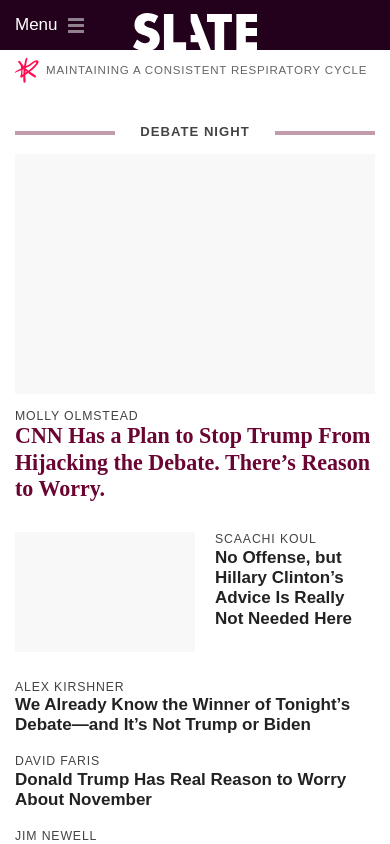 Menu
SLATE
MAINTAINING A CONSISTENT RESPIRATORY CYCLE
DEBATE NIGHT
MOLLY OLMSTEAD
CNN Has a Plan to Stop Trump From
Hijacking the Debate. There’s Reason
to Worry.
SCAACHI KOUL
No Offense, but
Hillary Clinton’s
Advice Is Really
Not Needed Here
ALEX KIRSHNER
We Already Know the Winner of Tonight’s
Debate—and It’s Not Trump or Biden
DAVID FARIS
Donald Trump Has Real Reason to Worry
About November
JIM NEWELL